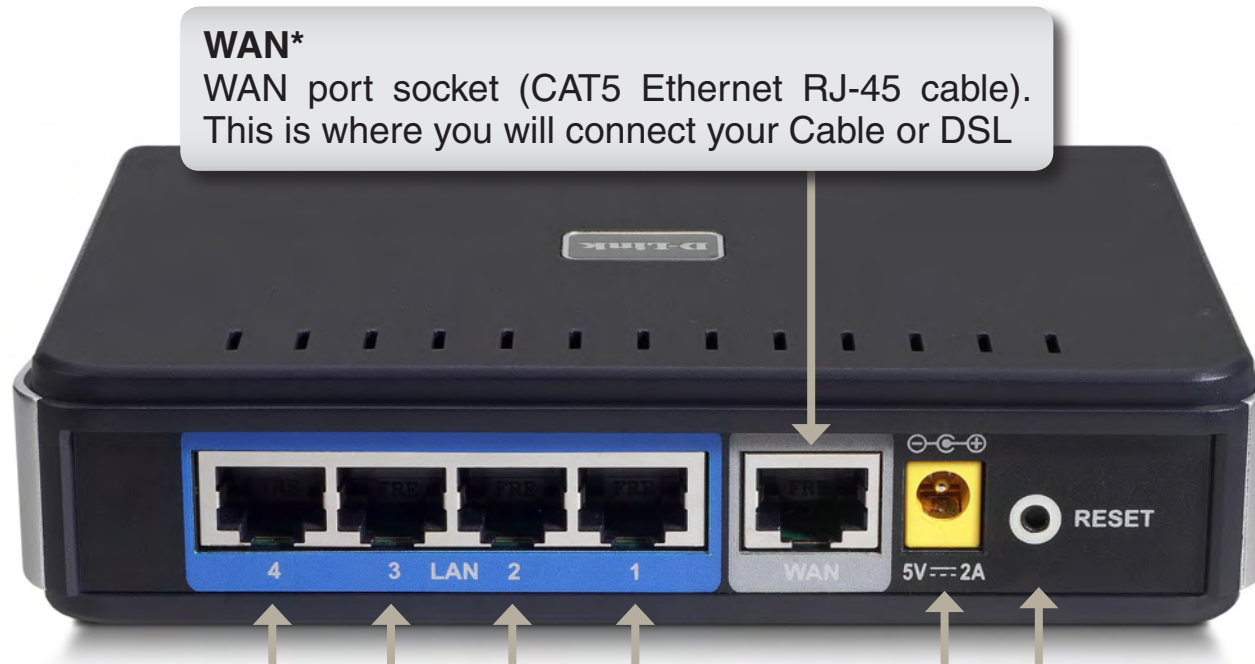 WAN*
WAN port socket (CAT5 Ethernet RJ-45 cable).
This is where you will connect your Cable or DSL
D-Link
4 3 LAN 2 1 WAN 5V⎓2A
RESET